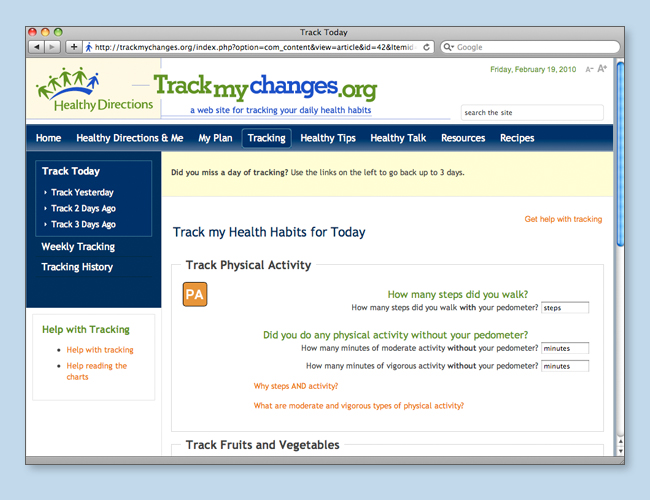 Track Today
http://trackmychanges.org/index.php?option=com_content&view=article&id=42&Itemid
Google
Friday, February 19, 2010 A- A+
Healthy Directions
Trackmychanges.org
a web site for tracking your daily health habits
search the site
Home Healthy Directions & Me My Plan Tracking Healthy Tips Healthy Talk Resources Recipes
Track Today
Track Yesterday
Track 2 Days Ago
Track 3 Days Ago
Weekly Tracking
Tracking History
Help with Tracking
Help with tracking
Help reading the
charts
Did you miss a day of tracking? Use the links on the left to go back up to 3 days.
Get help with tracking
Track my Health Habits for Today
Track Physical Activity
PA
How many steps did you walk?
How many steps did you walk with your pedometer? steps
Did you do any physical activity without your pedometer?
How many minutes of moderate activity without your pedometer? minutes
How many minutes of vigorous activity without your pedometer? minutes
Why steps AND activity?
What are moderate and vigorous types of physical activity?
Track Fruits and Vegetables